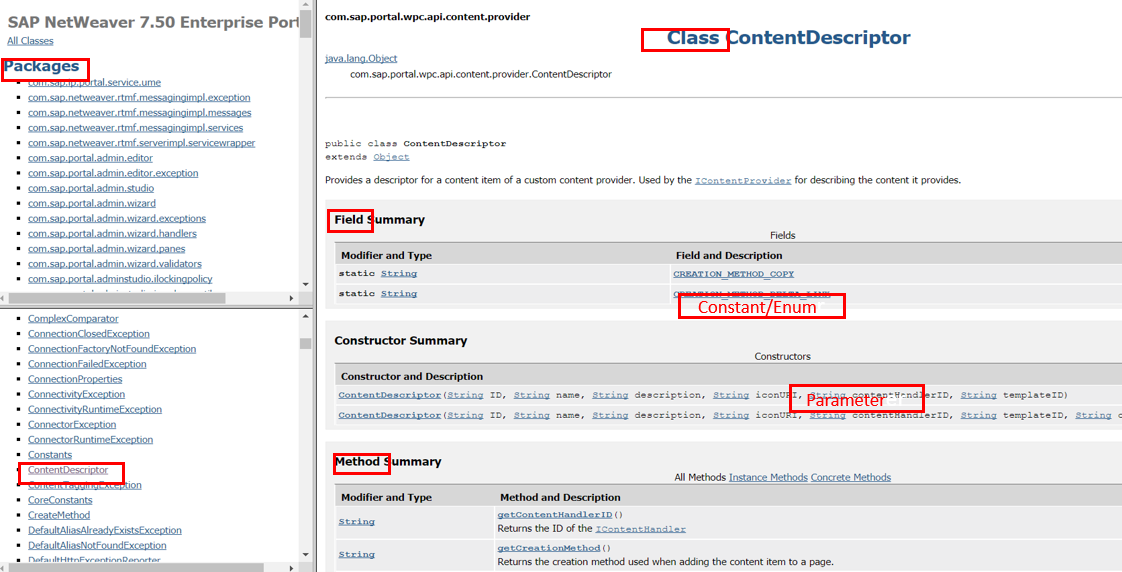 SAP NetWeaver 7.50 Enterprise Port
All Classes
Packages
com.sap.ip.portal.service.ume
com.sap.netweaver.rtmf.messagingimpl.exception
com.sap.netweaver.rtmf.messagingimpl.messages
com.sap.netweaver.rtmf.messagingimpl.services
com.sap.netweaver.rtmf.serverimpl.servicewrapper
com.sap.portal.admin.editor
com.sap.portal.admin.editor.exception
com.sap.portal.admin.studio
com.sap.portal.admin.wizard
com.sap.portal.admin.wizard.exceptions
com.sap.portal.admin.wizard.handlers
com.sap.portal.admin.wizard.panes
com.sap.portal.admin.wizard.validators
com.sap.portal.adminstudio.ilockingpolicy
ComplexComparator
ConnectionClosedException
ConnectionFactoryNotFoundException
ConnectionFailedException
ConnectionProperties
ConnectivityException
ConnectivityRuntimeException
ConnectorException
ConnectorRuntimeException
Constants
ContentDescriptor
ContentTaggingException
CoreConstants
CreateMethod
DefaultAliasAlreadyExistsException
DefaultAliasNotFoundException
DefaultHttpExceptionReporter
com.sap.portal.wpc.api.content.provider
Class ContentDescriptor
java.lang.Object
com.sap.portal.wpc.api.content.provider.ContentDescriptor
public class ContentDescriptor
extends Object
Provides a descriptor for a content item of a custom content provider. Used by the IContentProvider for describing the content it provides.
Field Summary
Fields
Modifier and Type Field and Description
static String CREATION_METHOD_COPY
static String CREATION_METHOD_DELTA_LINK
Constant/Enum
Constructor Summary
Constructors
Constructor and Description
ContentDescriptor(String ID, String name, String description, String iconURI, String contentHandlerID, String templateID)
Parameter
ContentDescriptor(String ID, String name, String description, String iconURI, String contentHandlerID, String templateID, String c
Method Summary
All Methods Instance Methods Concrete Methods
Modifier and Type Method and Description
String getContentHandlerID()
Returns the ID of the IContentHandler
String getCreationMethod()
Returns the creation method used when adding the content item to a page.